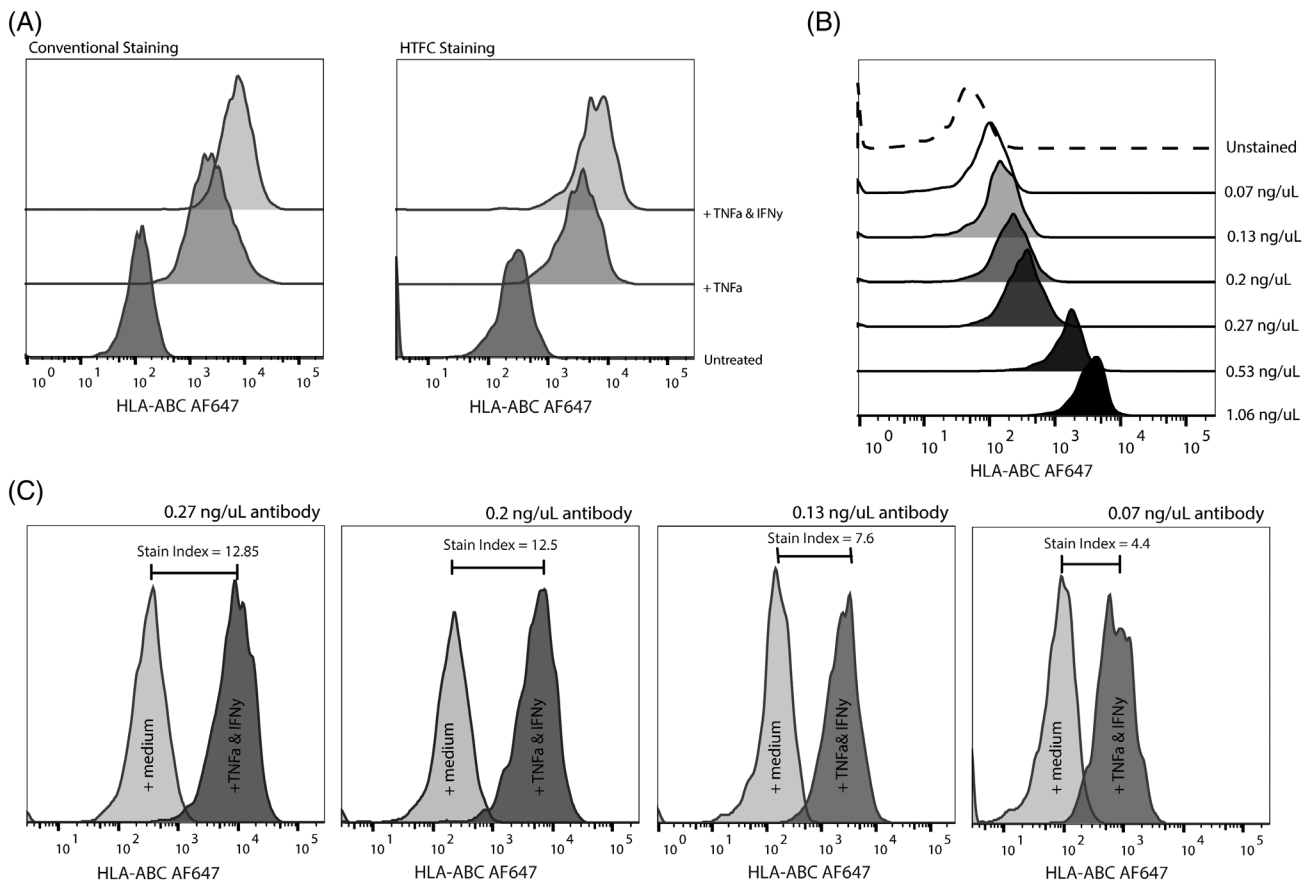 (A)
Conventional Staining
HTFC Staining
+ TNFa & IFNy
+ TNFa
Untreated
10^0 10^1 10^2 10^3 10^4 10^5
10^1 10^2 10^3 10^4 10^5
HLA-ABC AF647
HLA-ABC AF647
(B)
Unstained
0.07 ng/uL
0.13 ng/uL
0.2 ng/uL
0.27 ng/uL
0.53 ng/uL
1.06 ng/uL
10^0 10^1 10^2 10^3 10^4 10^5
HLA-ABC AF647
(C)
0.27 ng/uL antibody
Stain Index = 12.85
+ medium
+TNFa & IFNy
10^1 10^2 10^3 10^4 10^5
HLA-ABC AF647
0.2 ng/uL antibody
Stain Index = 12.5
+ medium
+ TNFa & IFNy
10^1 10^2 10^3 10^4 10^5
HLA-ABC AF647
0.13 ng/uL antibody
Stain Index = 7.6
+ medium
+ TNFa& IFNy
10^0 10^1 10^2 10^3 10^4 10^5
HLA-ABC AF647
0.07 ng/uL antibody
Stain Index = 4.4
+ medium
+ TNFa & IFNy
10^1 10^2 10^3 10^4 10^5
HLA-ABC AF647